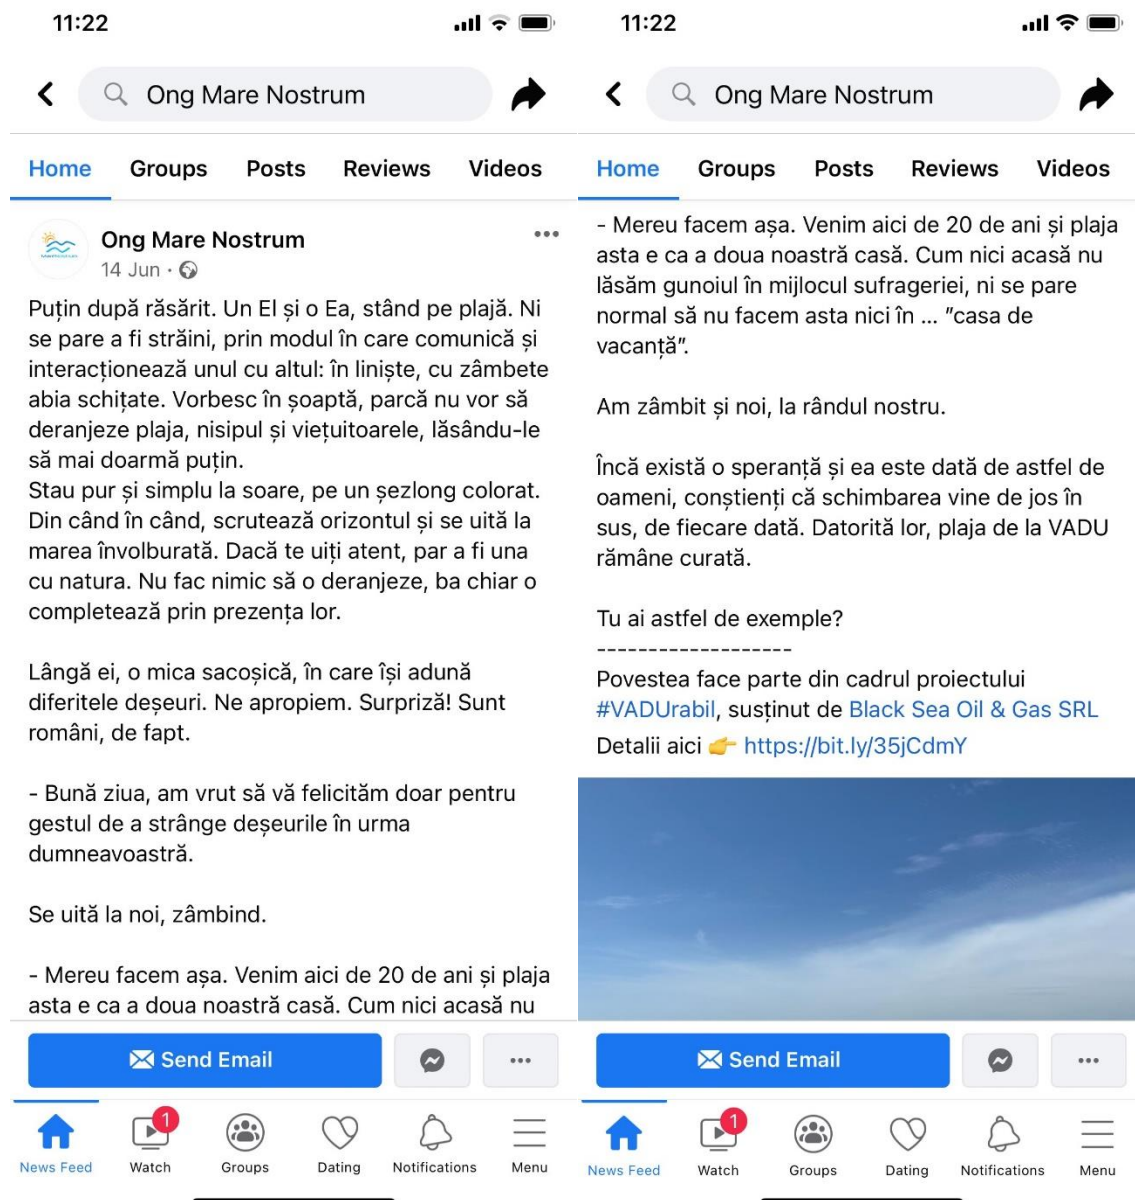 11:22
Ong Mare Nostrum
Home Groups Posts Reviews Videos
Ong Mare Nostrum
14 Jun ·
Puțin după răsărit. Un El și o Ea, stând pe plajă. Ni
se pare a fi străini, prin modul în care comunică și
interacționează unul cu altul: în liniște, cu zâmbete
abia schițate. Vorbesc în șoaptă, parcă nu vor să
deranjeze plaja, nisipul și viețuitoarele, lăsându-le
să mai doarmă puțin.
Stau pur și simplu la soare, pe un șezlong colorat.
Din când în când, scrutează orizontul și se uită la
marea învolburată. Dacă te uiți atent, par a fi una
cu natura. Nu fac nimic să o deranjeze, ba chiar o
completează prin prezența lor.
Lângă ei, o mica sacoșică, în care își adună
diferitele deșeuri. Ne apropiem. Surpriză! Sunt
români, de fapt.
- Bună ziua, am vrut să vă felicităm doar pentru
gestul de a strânge deșeurile în urma
dumneavoastră.
Se uită la noi, zâmbind.
- Mereu facem așa. Venim aici de 20 de ani și plaja
asta e ca a doua noastră casă. Cum nici acasă nu
Send Email
1
News Feed Watch Groups Dating Notifications Menu
11:22
Ong Mare Nostrum
Home Groups Posts Reviews Videos
- Mereu facem așa. Venim aici de 20 de ani și plaja
asta e ca a doua noastră casă. Cum nici acasă nu
lăsăm gunoiul în mijlocul sufrageriei, ni se pare
normal să nu facem asta nici în ... ”casa de
vacanță”.
Am zâmbit și noi, la rândul nostru.
Încă există o speranță și ea este dată de astfel de
oameni, conștienți că schimbarea vine de jos în
sus, de fiecare dată. Datorită lor, plaja de la VADU
rămâne curată.
Tu ai astfel de exemple?
-------------------
Povestea face parte din cadrul proiectului
#VADUrabil, susținut de Black Sea Oil & Gas SRL
Detalii aici 👉 https://bit.ly/35jCdmY
Send Email
1
News Feed Watch Groups Dating Notifications Menu